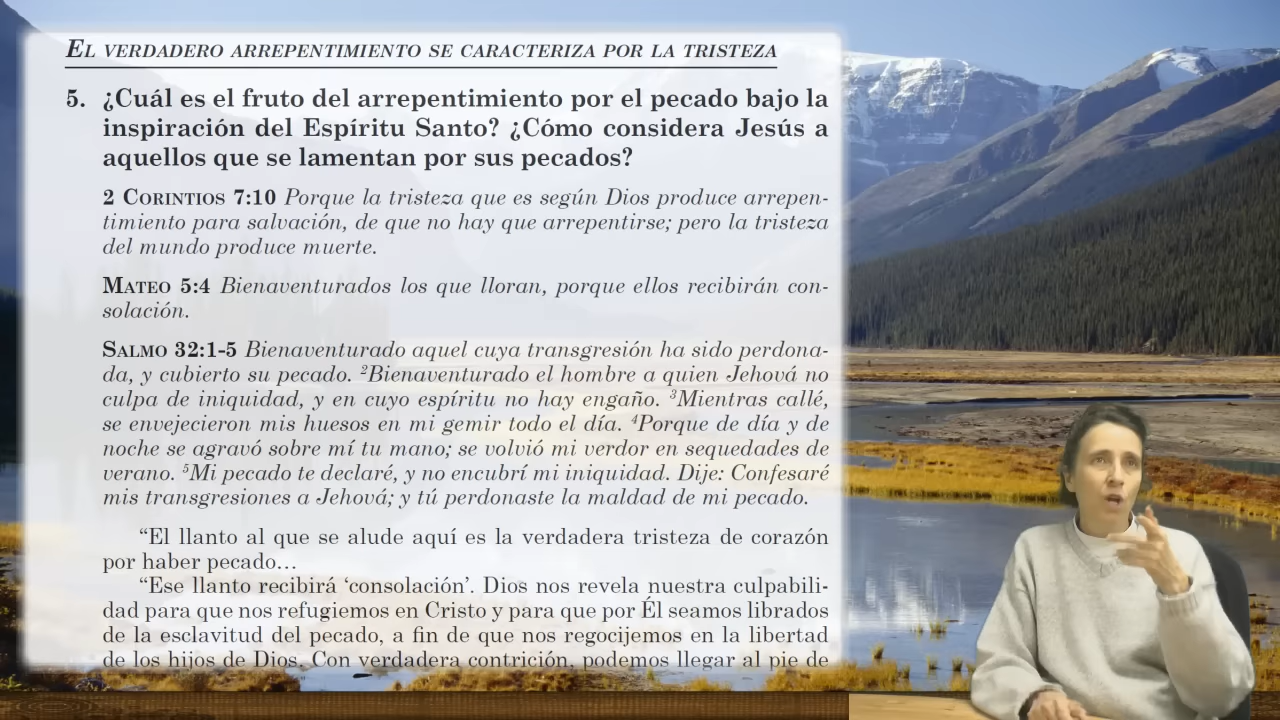 EL VERDADERO ARREPENTIMIENTO SE CARACTERIZA POR LA TRISTEZA
5. ¿Cuál es el fruto del arrepentimiento por el pecado bajo la
inspiración del Espíritu Santo? ¿Cómo considera Jesús a
aquellos que se lamentan por sus pecados?
2 CORINTIOS 7:10 Porque la tristeza que es según Dios produce arrepen-
timiento para salvación, de que no hay que arrepentirse; pero la tristeza
del mundo produce muerte.
MATEO 5:4 Bienaventurados los que lloran, porque ellos recibirán con-
solación.
SALMO 32:1-5 Bienaventurado aquel cuya transgresión ha sido perdona-
da, y cubierto su pecado. ²Bienaventurado el hombre a quien Jehová no
culpa de iniquidad, y en cuyo espíritu no hay engaño. ³Mientras callé,
se envejecieron mis huesos en mi gemir todo el día. ⁴Porque de día y de
noche se agravó sobre mí tu mano; se volvió mi verdor en sequedades de
verano. ⁵Mi pecado te declaré, y no encubrí mi iniquidad. Dije: Confesaré
mis transgresiones a Jehová; y tú perdonaste la maldad de mi pecado.
“El llanto al que se alude aquí es la verdadera tristeza de corazón
por haber pecado…
“Ese llanto recibirá ‘consolación’. Dios nos revela nuestra culpabili-
dad para que nos refugiemos en Cristo y para que por Él seamos librados
de la esclavitud del pecado, a fin de que nos regocijemos en la libertad
de los hijos de Dios. Con verdadera contrición, podemos llegar al pie de